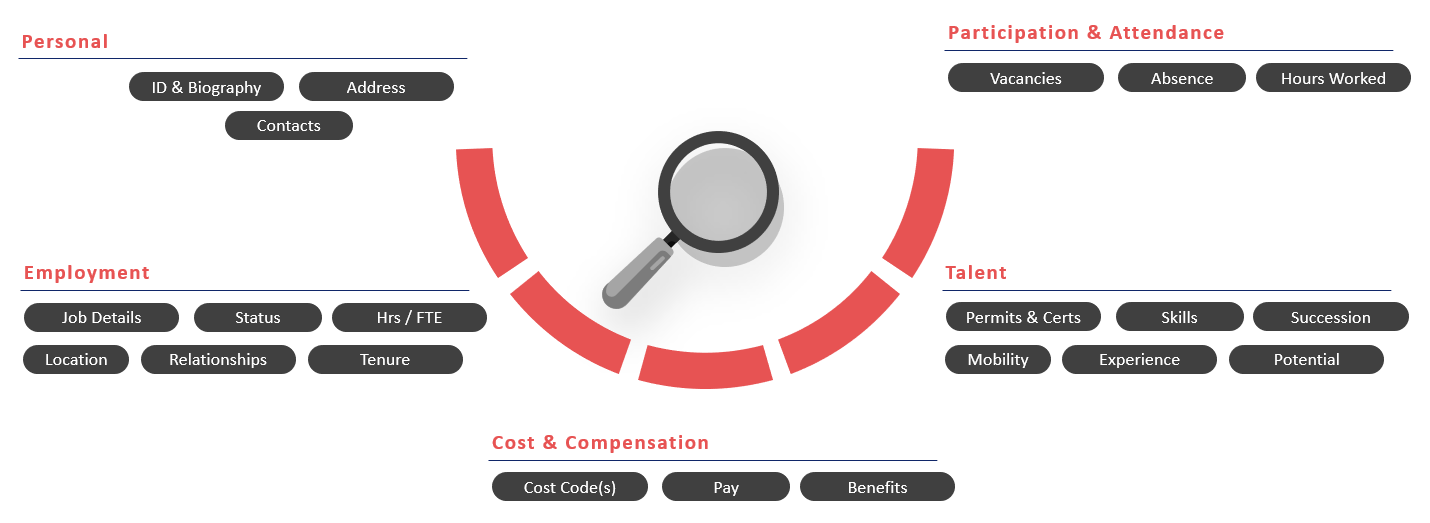 Personal
ID & Biography
Address
Contacts
Participation & Attendance
Vacancies
Absence
Hours Worked
Employment
Job Details
Status
Hrs / FTE
Location
Relationships
Tenure
Talent
Permits & Certs
Skills
Succession
Mobility
Experience
Potential
Cost & Compensation
Cost Code(s)
Pay
Benefits